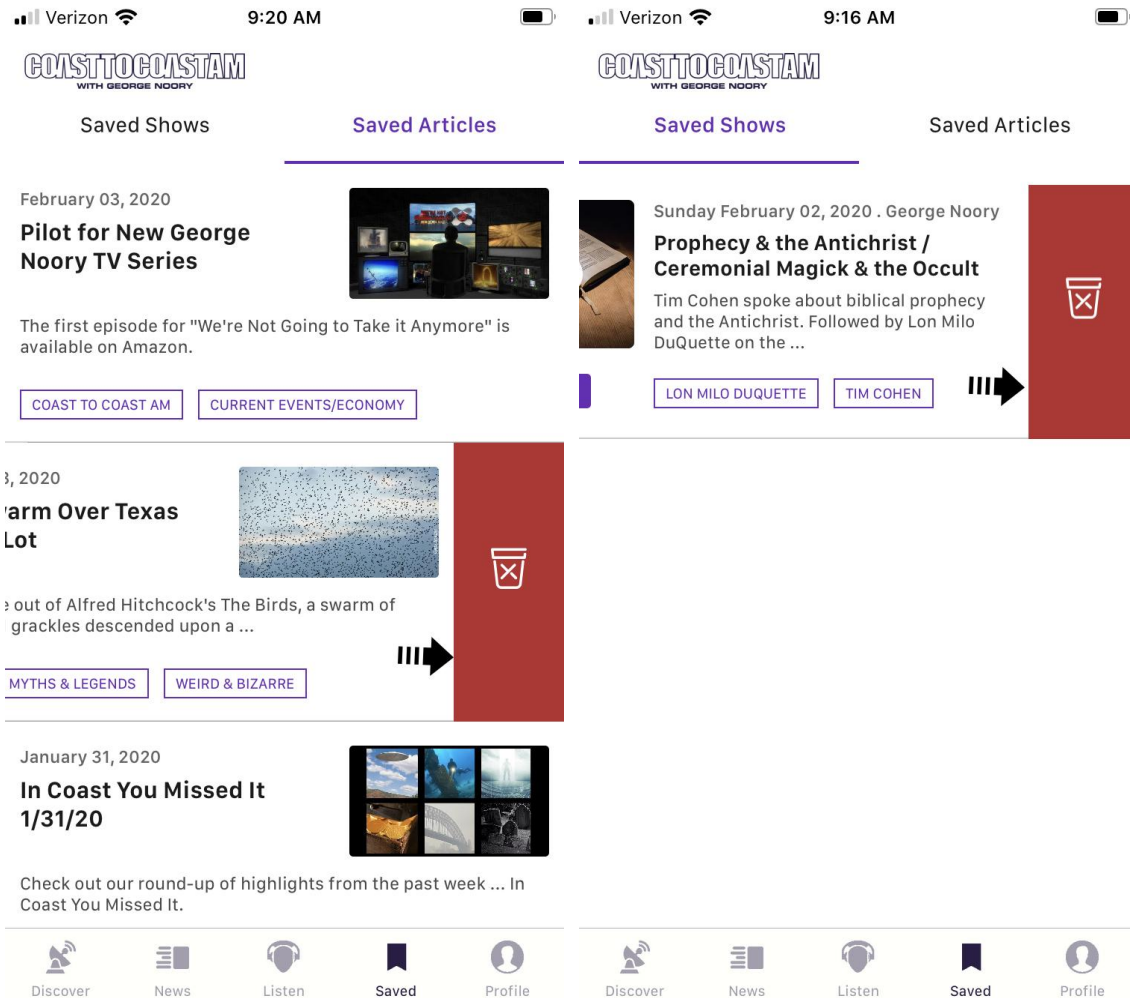 Verizon 9:20 AM
COASTTOCOASTAM
WITH GEORGE NOORY
Saved Shows Saved Articles
February 03, 2020
Pilot for New George
Noory TV Series
The first episode for "We're Not Going to Take it Anymore" is
available on Amazon.
COAST TO COAST AM CURRENT EVENTS/ECONOMY
3, 2020
arm Over Texas
Lot
e out of Alfred Hitchcock's The Birds, a swarm of
grackles descended upon a ...
MYTHS & LEGENDS WEIRD & BIZARRE
January 31, 2020
In Coast You Missed It
1/31/20
Check out our round-up of highlights from the past week ... In
Coast You Missed It.
Discover News Listen Saved Profile
Verizon 9:16 AM
COASTTOCOASTAM
WITH GEORGE NOORY
Saved Shows Saved Articles
Sunday February 02, 2020 . George Noory
Prophecy & the Antichrist /
Ceremonial Magick & the Occult
Tim Cohen spoke about biblical prophecy
and the Antichrist. Followed by Lon Milo
DuQuette on the ...
LON MILO DUQUETTE TIM COHEN
Discover News Listen Saved Profile